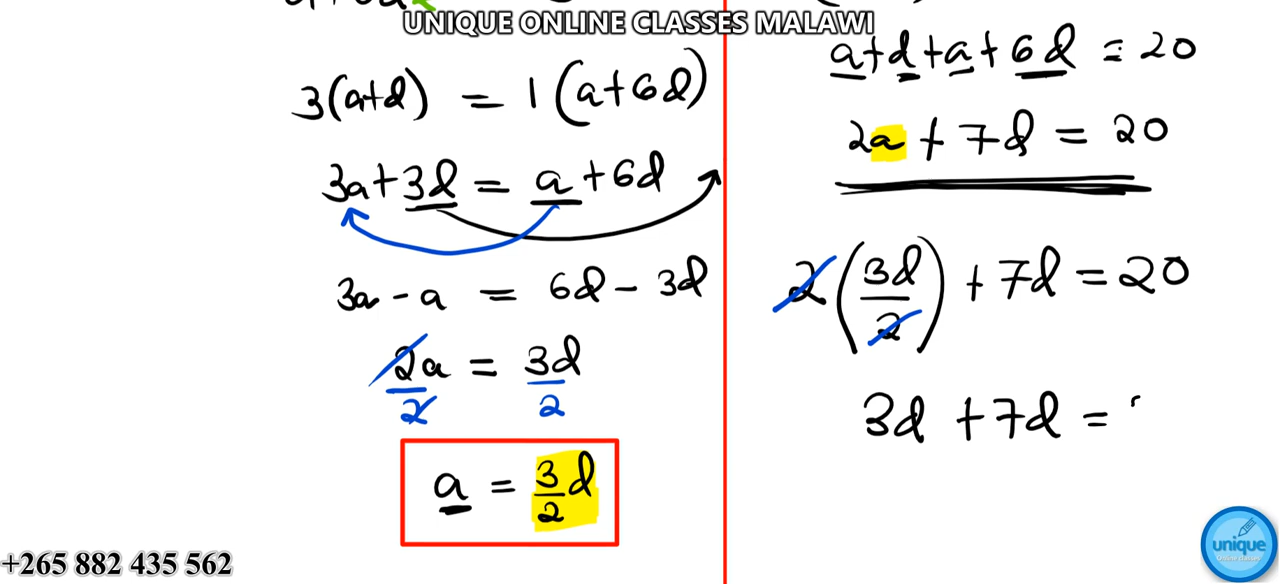 UNIQUE ONLINE CLASSES MALAWI
3(a+d) = 1(a+6d)
3a+3d = a+6d
3a - a = 6d - 3d
2a/2 = 3d/2
a = 3/2 d
a+d+a+6d = 20
2a + 7d = 20
2(3d/2) + 7d = 20
3d + 7d =
+265 882 435 562
unique